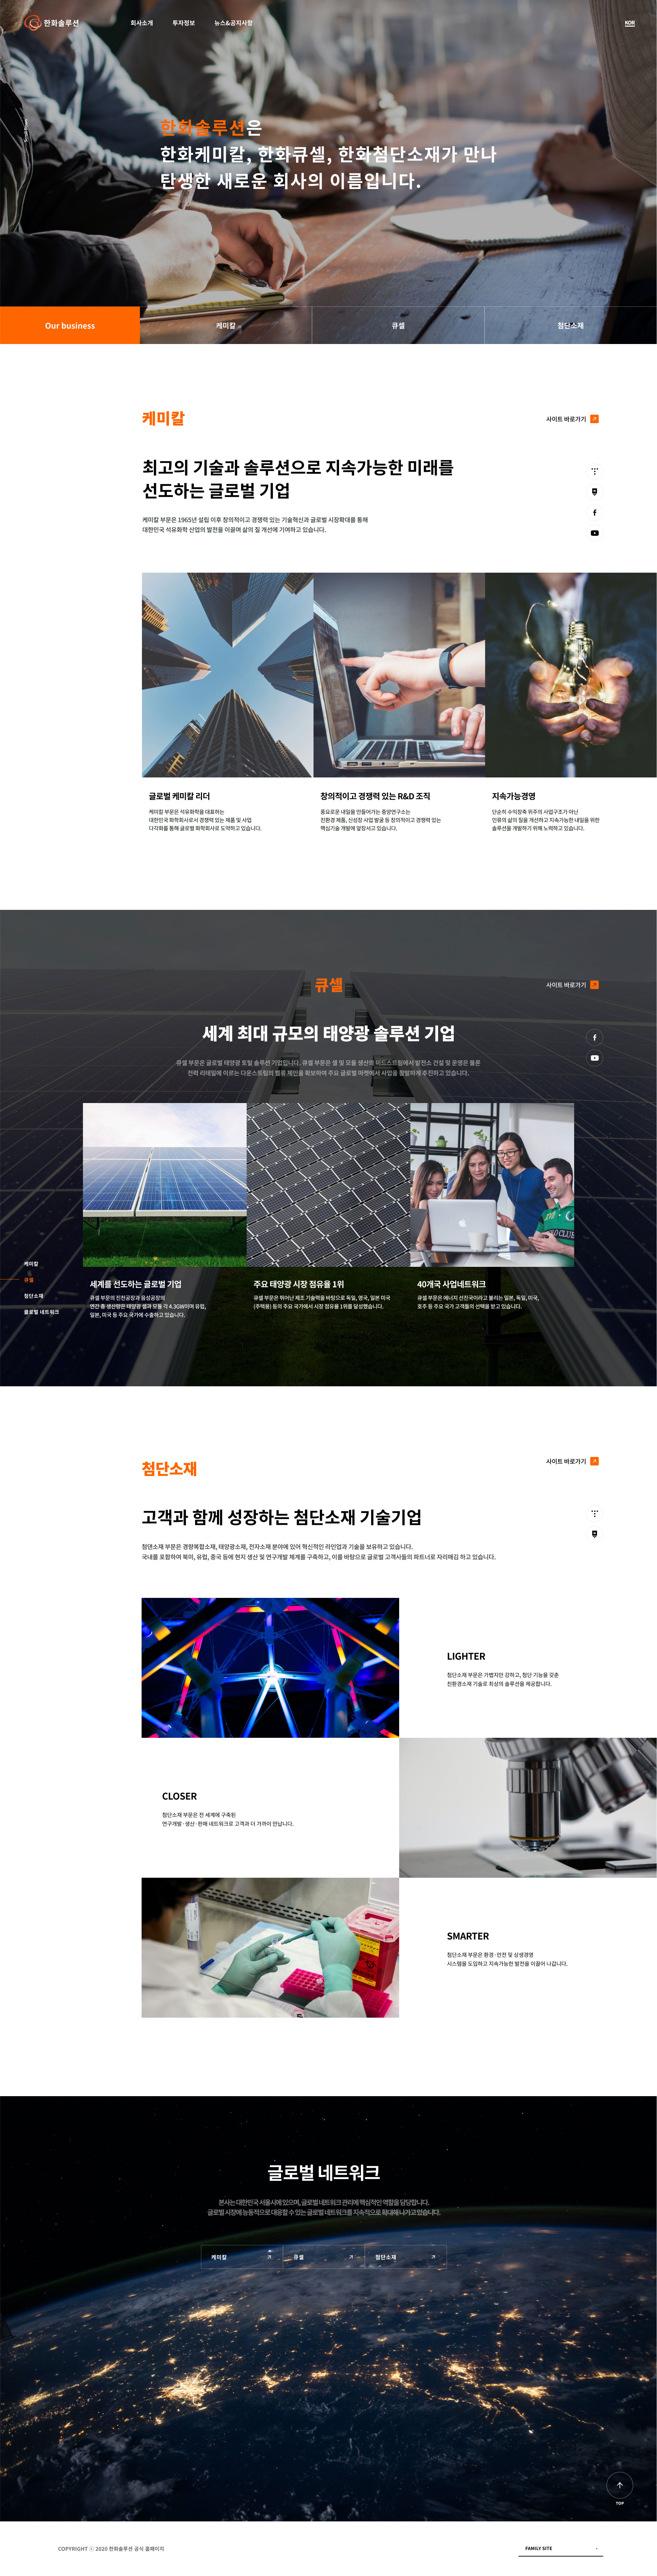 한화솔루션
회사소개 투자정보 뉴스&공지사항
KOR
한화솔루션은
한화케미칼, 한화큐셀, 한화첨단소재가 만나
탄생한 새로운 회사의 이름입니다.
Our business 케미칼 큐셀 첨단소재
케미칼
사이트 바로가기
최고의 기술과 솔루션으로 지속가능한 미래를
선도하는 글로벌 기업
케미칼 부문은 1965년 설립 이후 창의적이고 경쟁력 있는 기술혁신과 글로벌 시장확대를 통해
대한민국 석유화학 산업의 발전을 이끌며 삶의 질 개선에 기여하고 있습니다.
글로벌 케미칼 리더
케미칼 부문은 석유화학을 대표하는
대한민국 화학회사로서 경쟁력 있는 제품 및 사업
다각화를 통해 글로벌 화학회사로 도약하고 있습니다.
창의적이고 경쟁력 있는 R&D 조직
풍요로운 내일을 만들어가는 중앙연구소는
친환경 제품, 신성장 사업 발굴 등 창의적이고 경쟁력 있는
핵심기술 개발에 앞장서고 있습니다.
지속가능경영
단순히 수익창축 위주의 사업구조가 아닌
인류의 삶의 질을 개선하고 지속가능한 내일을 위한
솔루션을 개발하기 위해 노력하고 있습니다.
큐셀
사이트 바로가기
세계 최대 규모의 태양광 솔루션 기업
큐셀 부문은 글로벌 태양광 토털 솔루션 기업입니다. 큐셀 부문은 셀 및 모듈 생산의 미드스트림에서 발전소 건설 및 운영은 물론
전력 리테일에 이르는 다운스트림의 밸류 체인을 확보하여 주요 글로벌 마켓에서 사업을 활발하게 추진하고 있습니다.
세계를 선도하는 글로벌 기업
큐셀 부문의 진천공장과 음성공장의
연간 총 생산량은 태양광 셀과 모듈 각 4.3GW이며 유럽,
일본, 미국 등 주요 국가에 수출하고 있습니다.
주요 태양광 시장 점유율 1위
큐셀 부문은 뛰어난 제조 기술력을 바탕으로 독일, 영국, 일본 미국
(주택용) 등의 주요 국가에서 시장 점유율 1위를 달성했습니다.
40개국 사업네트워크
큐셀 부문은 에너지 선진국이라고 불리는 일본, 독일, 미국,
호주 등 주요 국가 고객들의 선택을 받고 있습니다.
케미칼
큐셀
첨단소재
글로벌 네트워크
첨단소재
사이트 바로가기
고객과 함께 성장하는 첨단소재 기술기업
첨댄소재 부문은 경량복합소재, 태양광소재, 전자소재 분야에 있어 혁신적인 라인업과 기술을 보유하고 있습니다.
국내를 포함하여 북미, 유럽, 중국 등에 현지 생산 및 연구개발 체계를 구축하고, 이를 바탕으로 글로벌 고객사들의 파트너로 자리매김 하고 있습니다.
LIGHTER
첨단소재 부문은 가볍지만 강하고, 첨단 기능을 갖춘
친환경소재 기술로 최상의 솔루션을 제공합니다.
CLOSER
첨단소재 부문은 전 세계에 구축된
연구개발·생산·판매 네트워크로 고객과 더 가까이 만납니다.
SMARTER
첨단소재 부문은 환경·안전 및 상생경영
시스템을 도입하고 지속가능한 발전을 이끌어 나갑니다.
글로벌 네트워크
본사는 대한민국 서울시에 있으며, 글로벌 네트워크 관리에 핵심적인 역할을 담당합니다.
글로벌 시장에 능동적으로 대응할 수 있는 글로벌 네트워크를 지속적으로 확대해 나가고 있습니다.
케미칼 큐셀 첨단소재
TOP
COPYRIGHT ⓒ 2020 한화솔루션 공식 홈페이지
FAMILY SITE